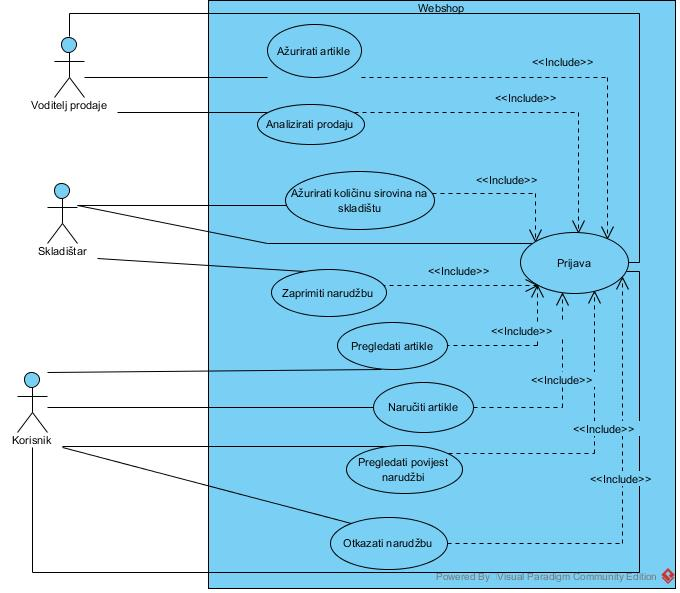 Webshop
Ažurirati artikle
<<Include>>
Voditelj prodaje
<<Include>>
Analizirati prodaju
<<Include>>
Ažurirati količinu sirovina na
skladištu
Skladištar
Prijava
<<Include>>
Zaprimiti narudžbu
<<Include>>
Pregledati artikle
<<Include>>
Naručiti artikle
Korisnik
<<Include>>
Pregledati povijest
narudžbi
<<Include>>
Otkazati narudžbu
Powered By Visual Paradigm Community Edition